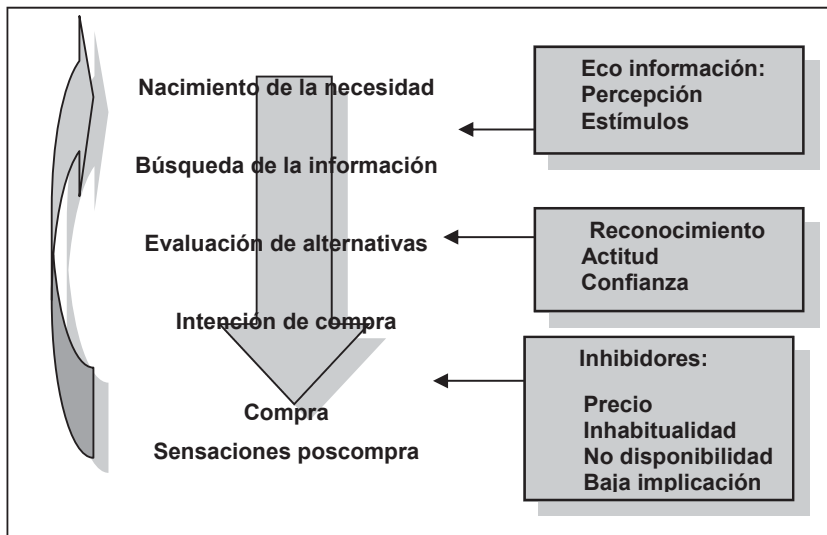 Nacimiento de la necesidad
Búsqueda de la información
Evaluación de alternativas
Intención de compra
Compra
Sensaciones poscompra
Eco información:
Percepción
Estímulos
Reconocimiento
Actitud
Confianza
Inhibidores:
Precio
Inhabitualidad
No disponibilidad
Baja implicación